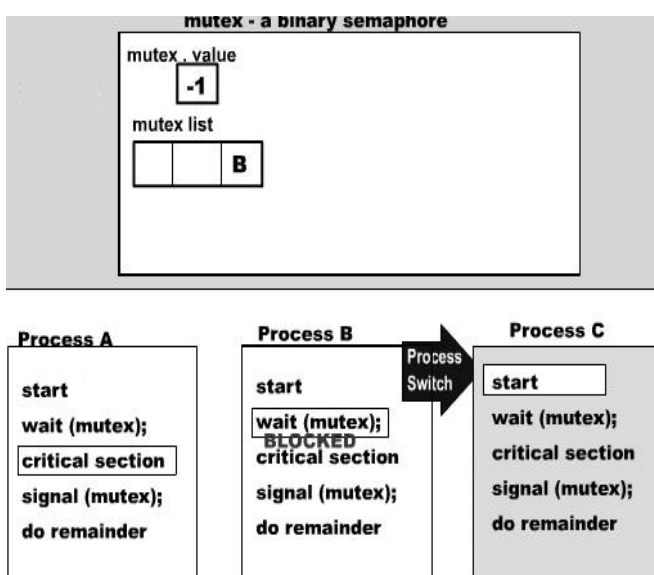 mutex - a binary semaphore
mutex . value
-1
mutex list
B
Process A
start
wait (mutex);
critical section
signal (mutex);
do remainder
Process B
start
wait (mutex);
BLOCKED
critical section
signal (mutex);
do remainder
Process
Switch
Process C
start
wait (mutex);
critical section
signal (mutex);
do remainder